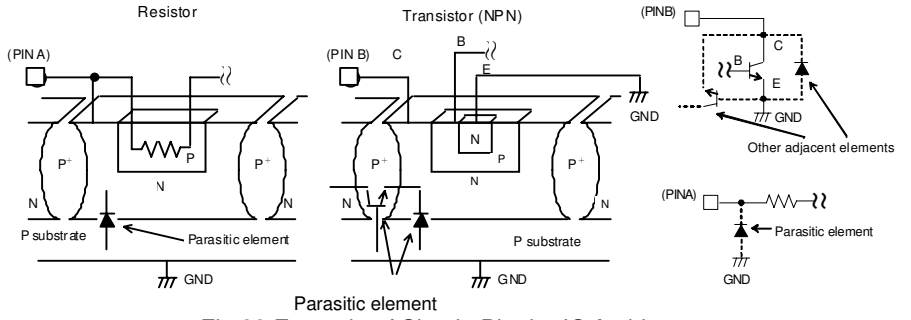 Resistor
(PIN A)
P
N
P+
P+
N
N
P substrate
Parasitic element
GND
Transistor (NPN)
(PIN B)
C
B
E
GND
N
P
N
P+
P+
N
N
P substrate
GND
Parasitic element
(PINB)
C
B
E
GND
Other adjacent elements
(PINA)
Parasitic element
GND